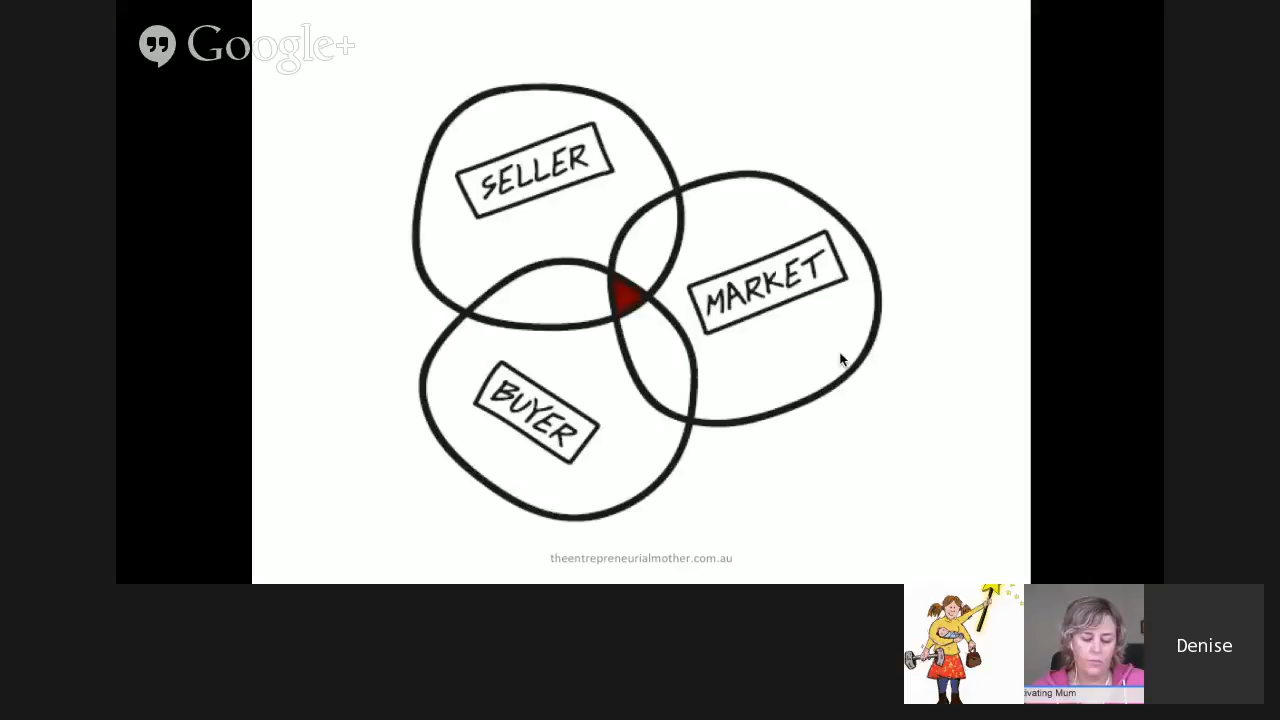 Google+
SELLER
MARKET
BUYER
theentrepreneurialmother.com.au
Denise
ovating Mum